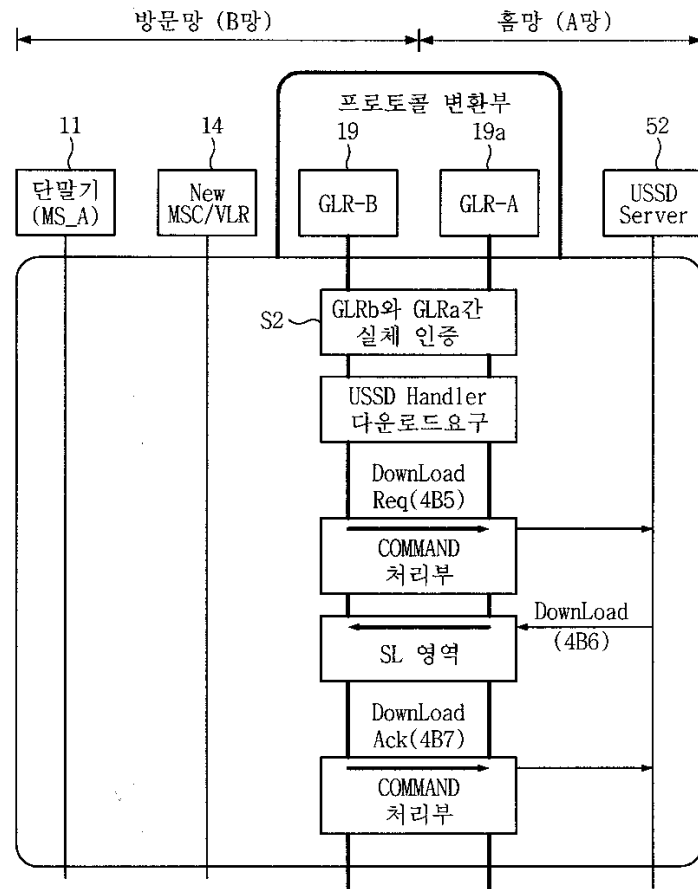 방문망 (B망)
홈망 (A망)
프로토콜 변환부
11
14
19
19a
52
단말기
(MS_A)
New
MSC/VLR
GLR-B
GLR-A
USSD
Server
S2
GLRb와 GLRa간
실체 인증
USSD Handler
다운로드요구
DownLoad
Req(4B5)
COMMAND
처리부
DownLoad
(4B6)
SL 영역
DownLoad
Ack(4B7)
COMMAND
처리부